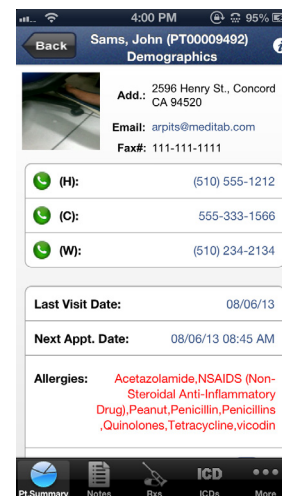 4:00 PM 95%
Back
Sams, John (PT00009492)
Demographics
Add.: 2596 Henry St., Concord
CA 94520
Email: arpits@meditab.com
Fax#: 111-111-1111
(H): (510) 555-1212
(C): 555-333-1566
(W): (510) 234-2134
Last Visit Date: 08/06/13
Next Appt. Date: 08/06/13 08:45 AM
Allergies: Acetazolamide,NSAIDS (Non-
Steroidal Anti-Inflammatory
Drug),Peanut,Penicillin,Penicillins
,Quinolones,Tetracycline,vicodin
ICD
Pt.Summary Notes Rxs ICDs More